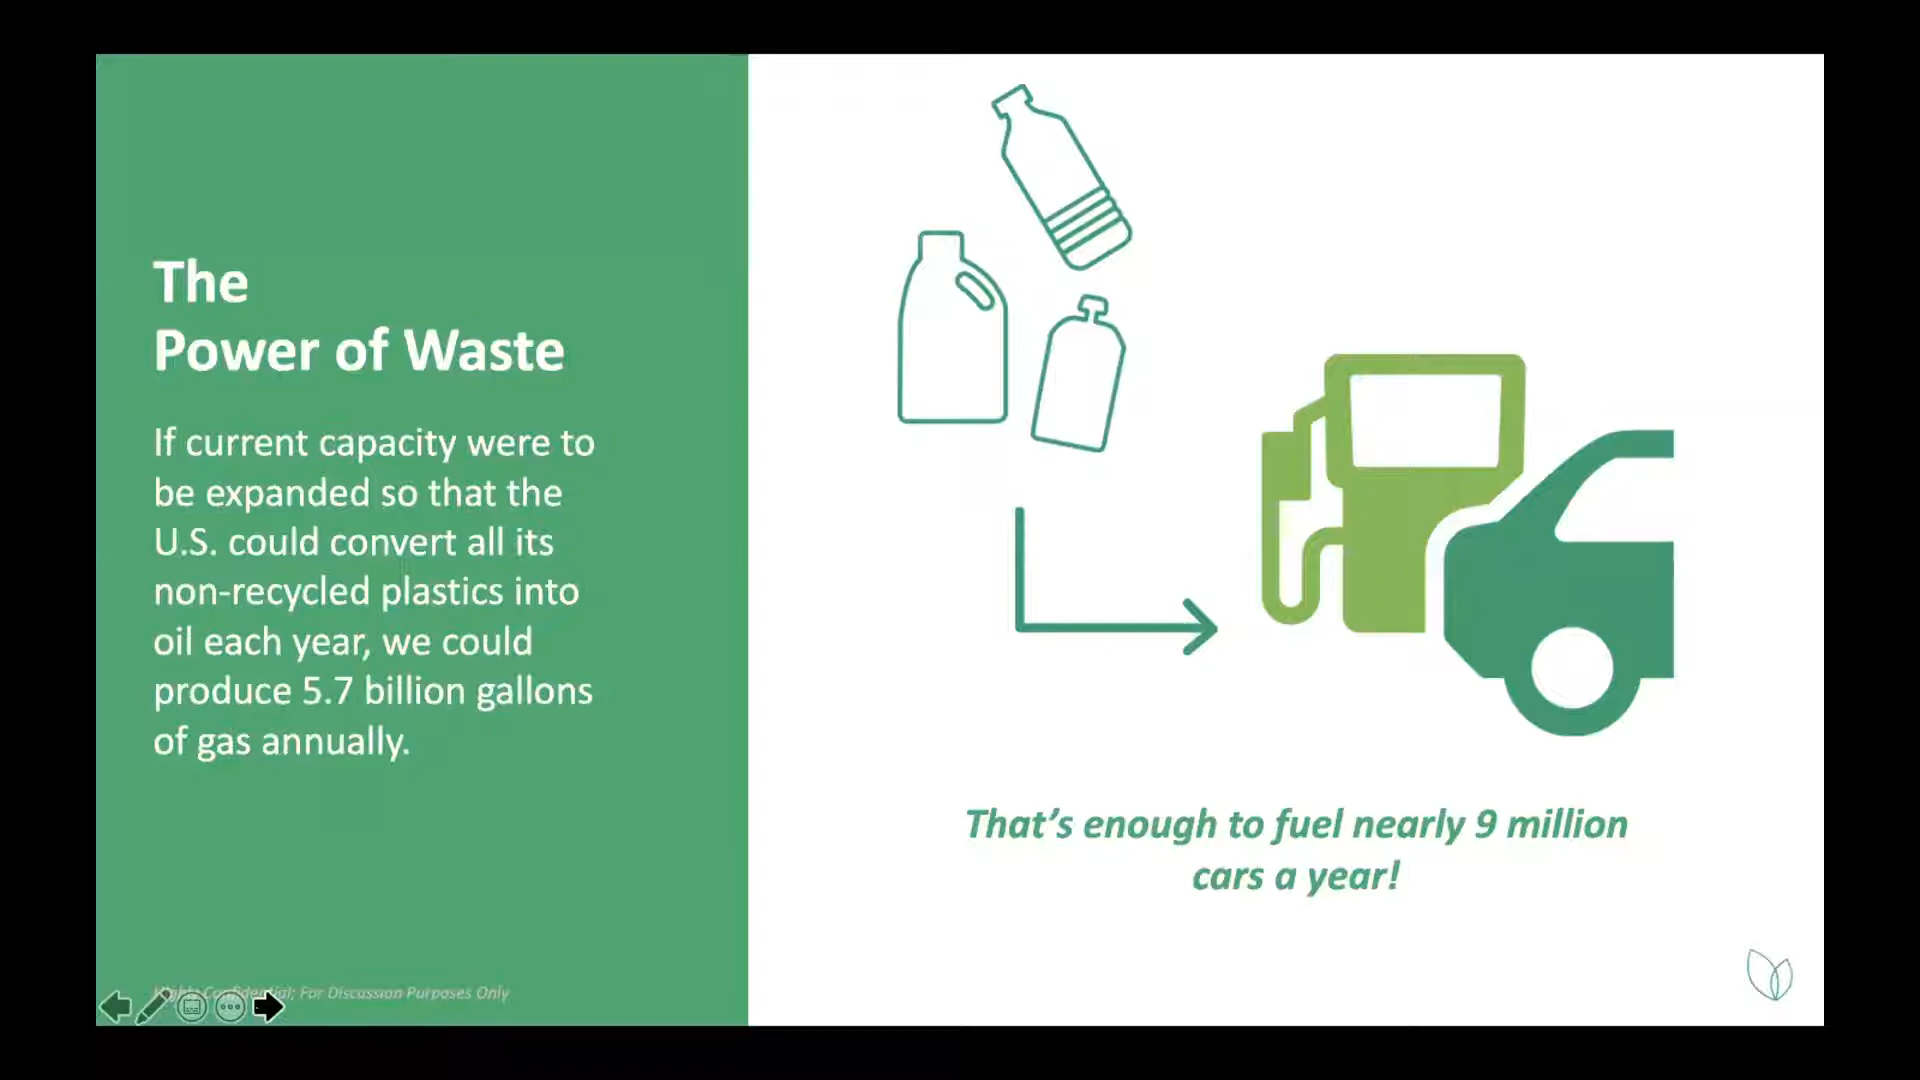 The
Power of Waste
If current capacity were to
be expanded so that the
U.S. could convert all its
non-recycled plastics into
oil each year, we could
produce 5.7 billion gallons
of gas annually.
That's enough to fuel nearly 9 million
cars a year!
Highly Confidential; For Discussion Purposes Only